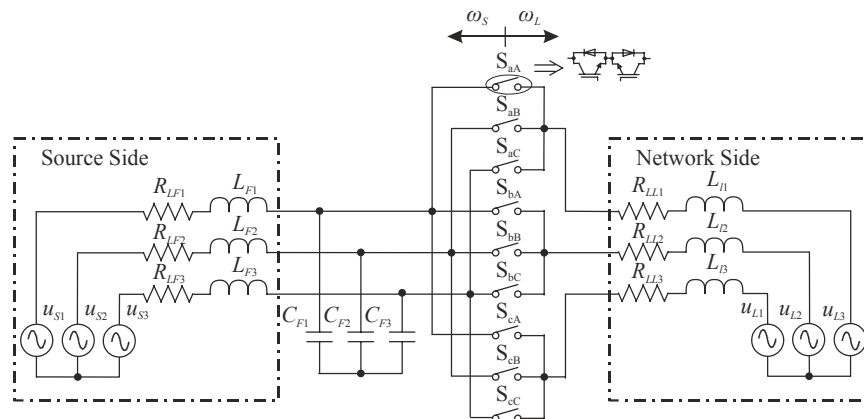 ω_S ω_L
S_aA
S_aB
S_aC
S_bA
S_bB
S_bC
S_cA
S_cB
S_cC
Source Side
R_LF1 L_F1
R_LF2 L_F2
R_LF3 L_F3
u_S1 u_S2 u_S3
C_F1 C_F2 C_F3
Network Side
R_LL1 L_l1
R_LL2 L_l2
R_LL3 L_l3
u_L1 u_L2 u_L3